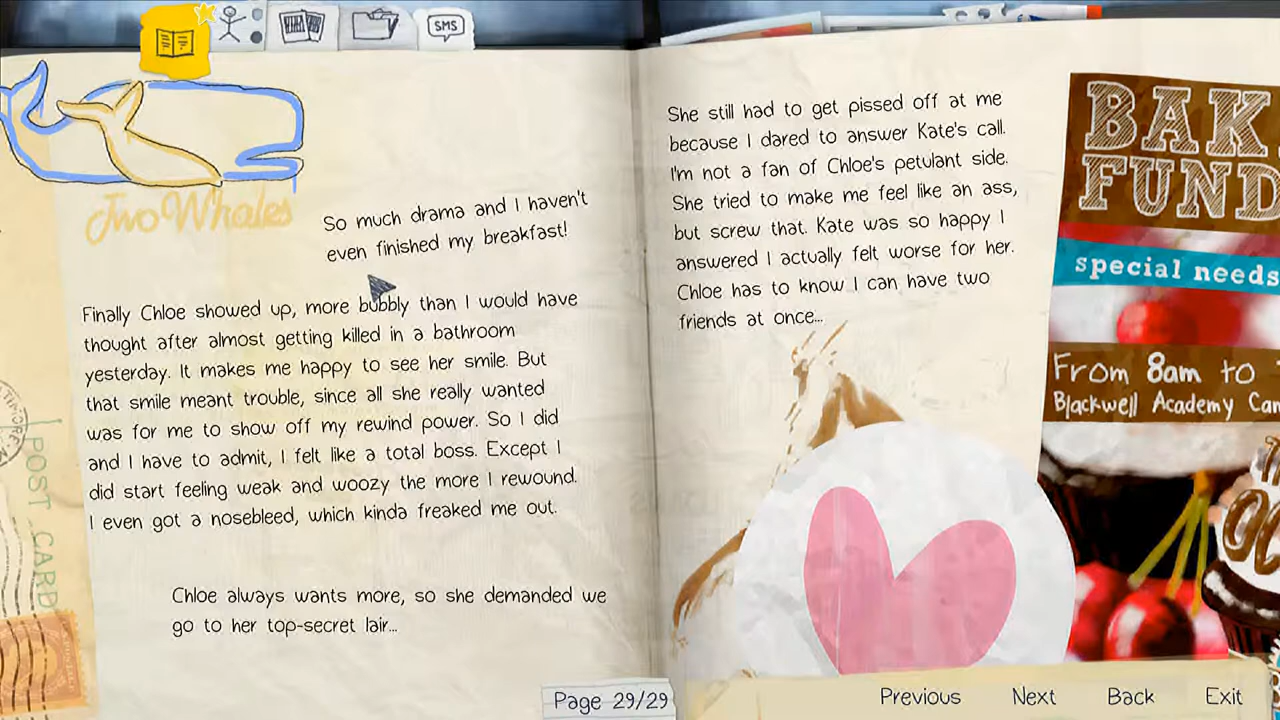 SMS
Two Whales
So much drama and I haven't
even finished my breakfast!
Finally Chloe showed up, more bubbly than I would have
thought after almost getting killed in a bathroom
yesterday. It makes me happy to see her smile. But
that smile meant trouble, since all she really wanted
was for me to show off my rewind power. So I did
and I have to admit, I felt like a total boss. Except I
did start feeling weak and woozy the more I rewound.
I even got a nosebleed, which kinda freaked me out.
Chloe always wants more, so she demanded we
go to her top-secret lair...
POST CARD
She still had to get pissed off at me
because I dared to answer Kate's call.
I'm not a fan of Chloe's petulant side.
She tried to make me feel like an ass,
but screw that. Kate was so happy I
answered I actually felt worse for her.
Chloe has to know I can have two
friends at once...
BAK
FUND
special needs
From 8am to
Blackwell Academy Cam
Page 29/29
Previous
Next
Back
Exit